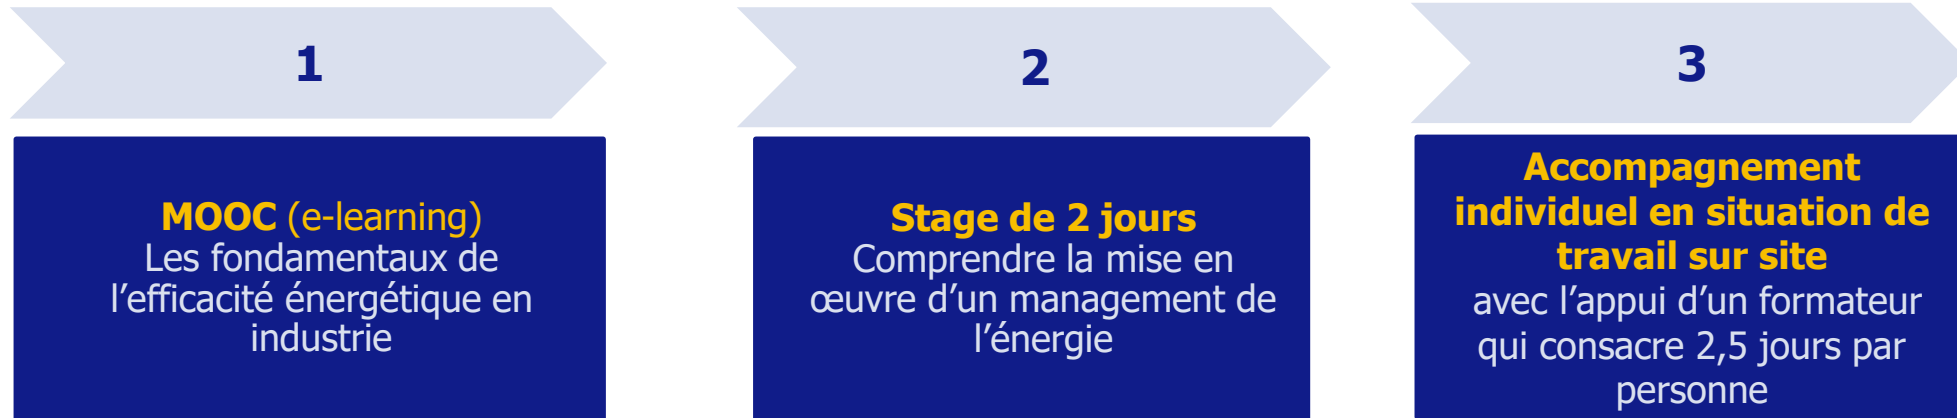 1
MOOC (e-learning)
Les fondamentaux de
l’efficacité énergétique en
industrie
2
Stage de 2 jours
Comprendre la mise en
œuvre d’un management de
l’énergie
3
Accompagnement
individuel en situation de
travail sur site
avec l’appui d’un formateur
qui consacre 2,5 jours par
personne